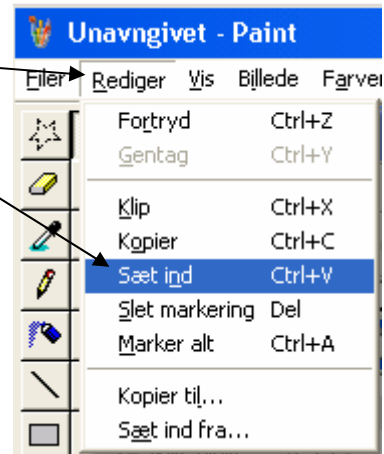 Unavngivet - Paint
Filer Rediger Vis Billede Farver
Fortryd Ctrl+Z
Gentag Ctrl+Y
Klip Ctrl+X
Kopier Ctrl+C
Sæt ind Ctrl+V
Slet markering Del
Marker alt Ctrl+A
Kopier til...
Sæt ind fra...